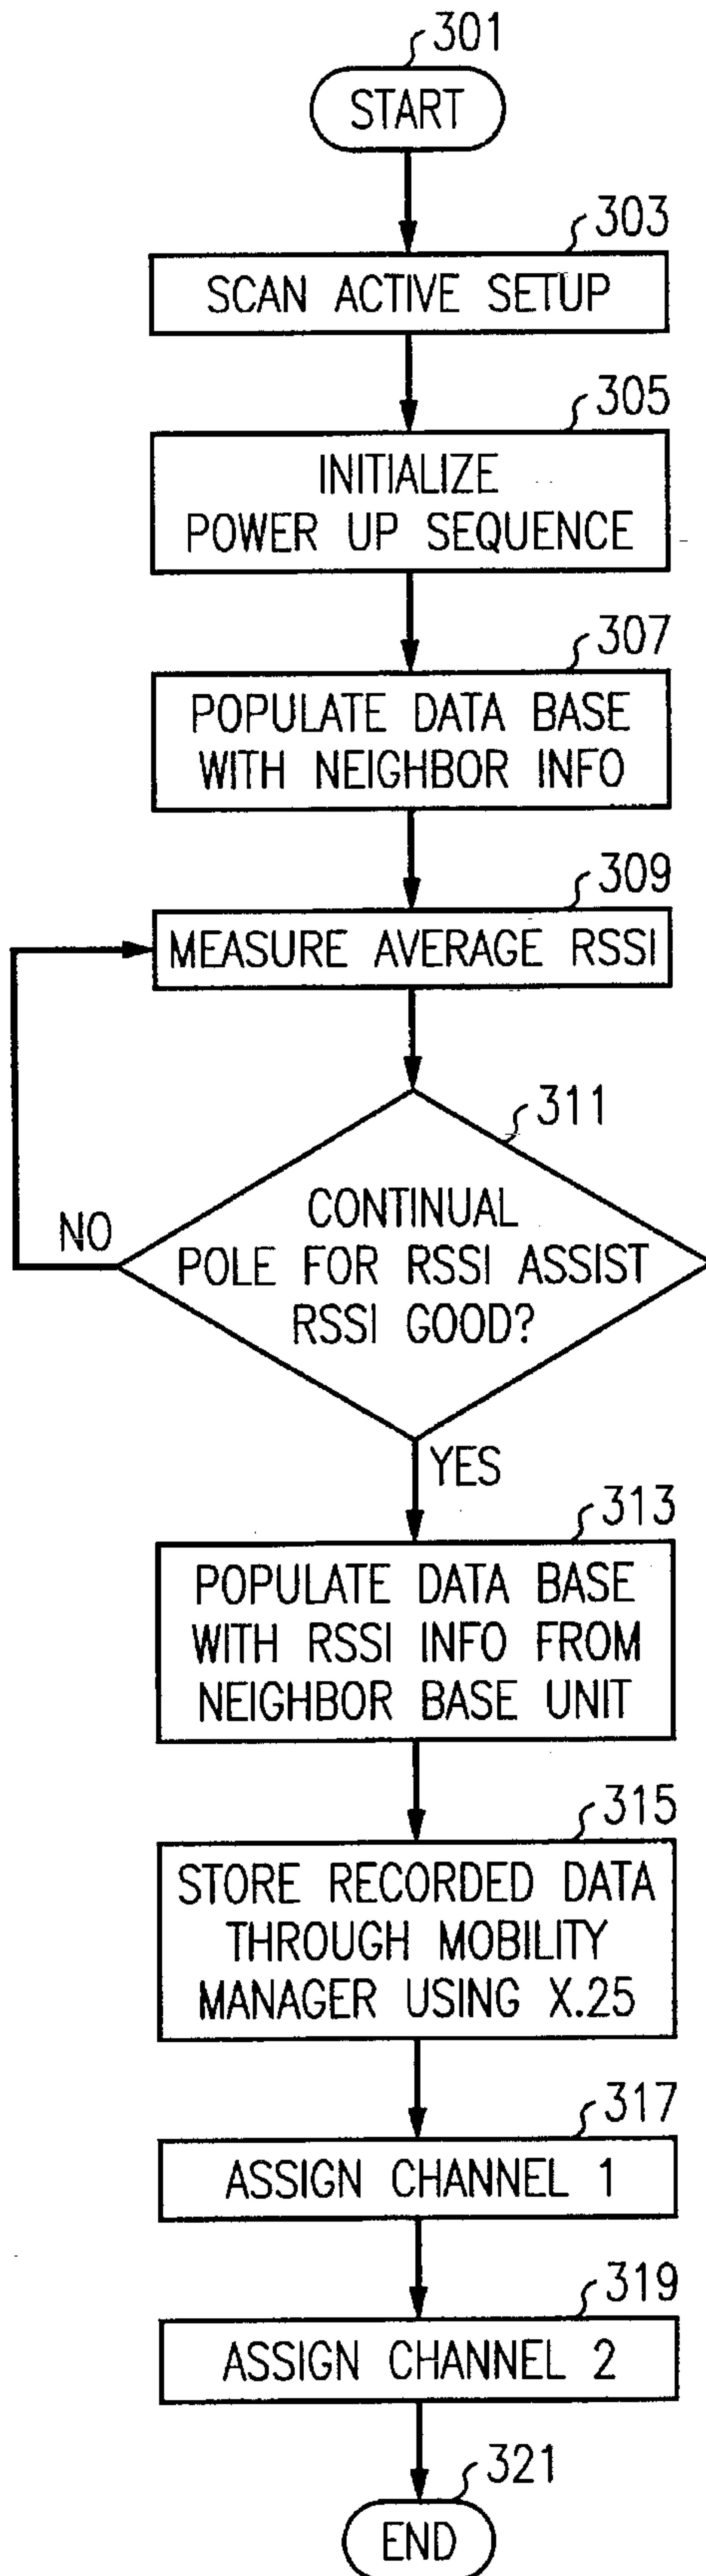 301
START
303
SCAN ACTIVE SETUP
305
INITIALIZE
POWER UP SEQUENCE
307
POPULATE DATA BASE
WITH NEIGHBOR INFO
309
MEASURE AVERAGE RSSI
311
CONTINUAL
POLE FOR RSSI ASSIST
RSSI GOOD?
NO
YES
313
POPULATE DATA BASE
WITH RSSI INFO FROM
NEIGHBOR BASE UNIT
315
STORE RECORDED DATA
THROUGH MOBILITY
MANAGER USING X.25
317
ASSIGN CHANNEL 1
319
ASSIGN CHANNEL 2
321
END